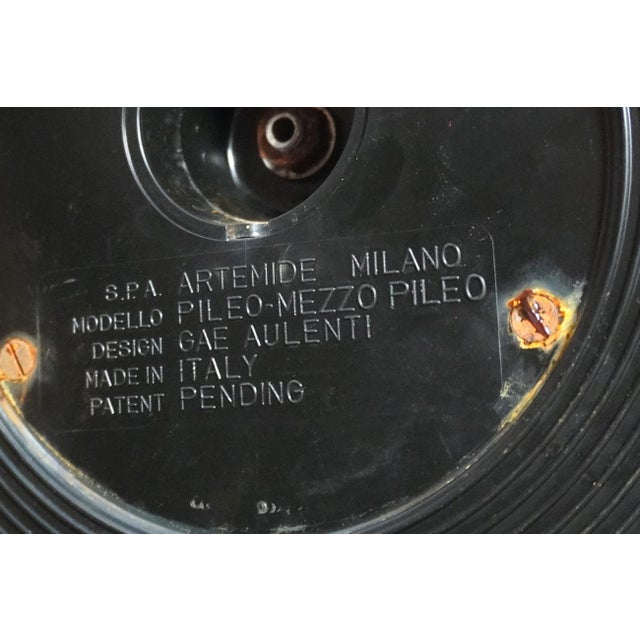 S.P.A. ARTEMIDE MILANO
MODELLO PILEO-MEZZO PILEO
DESIGN GAE AULENTI
MADE IN ITALY
PATENT PENDING